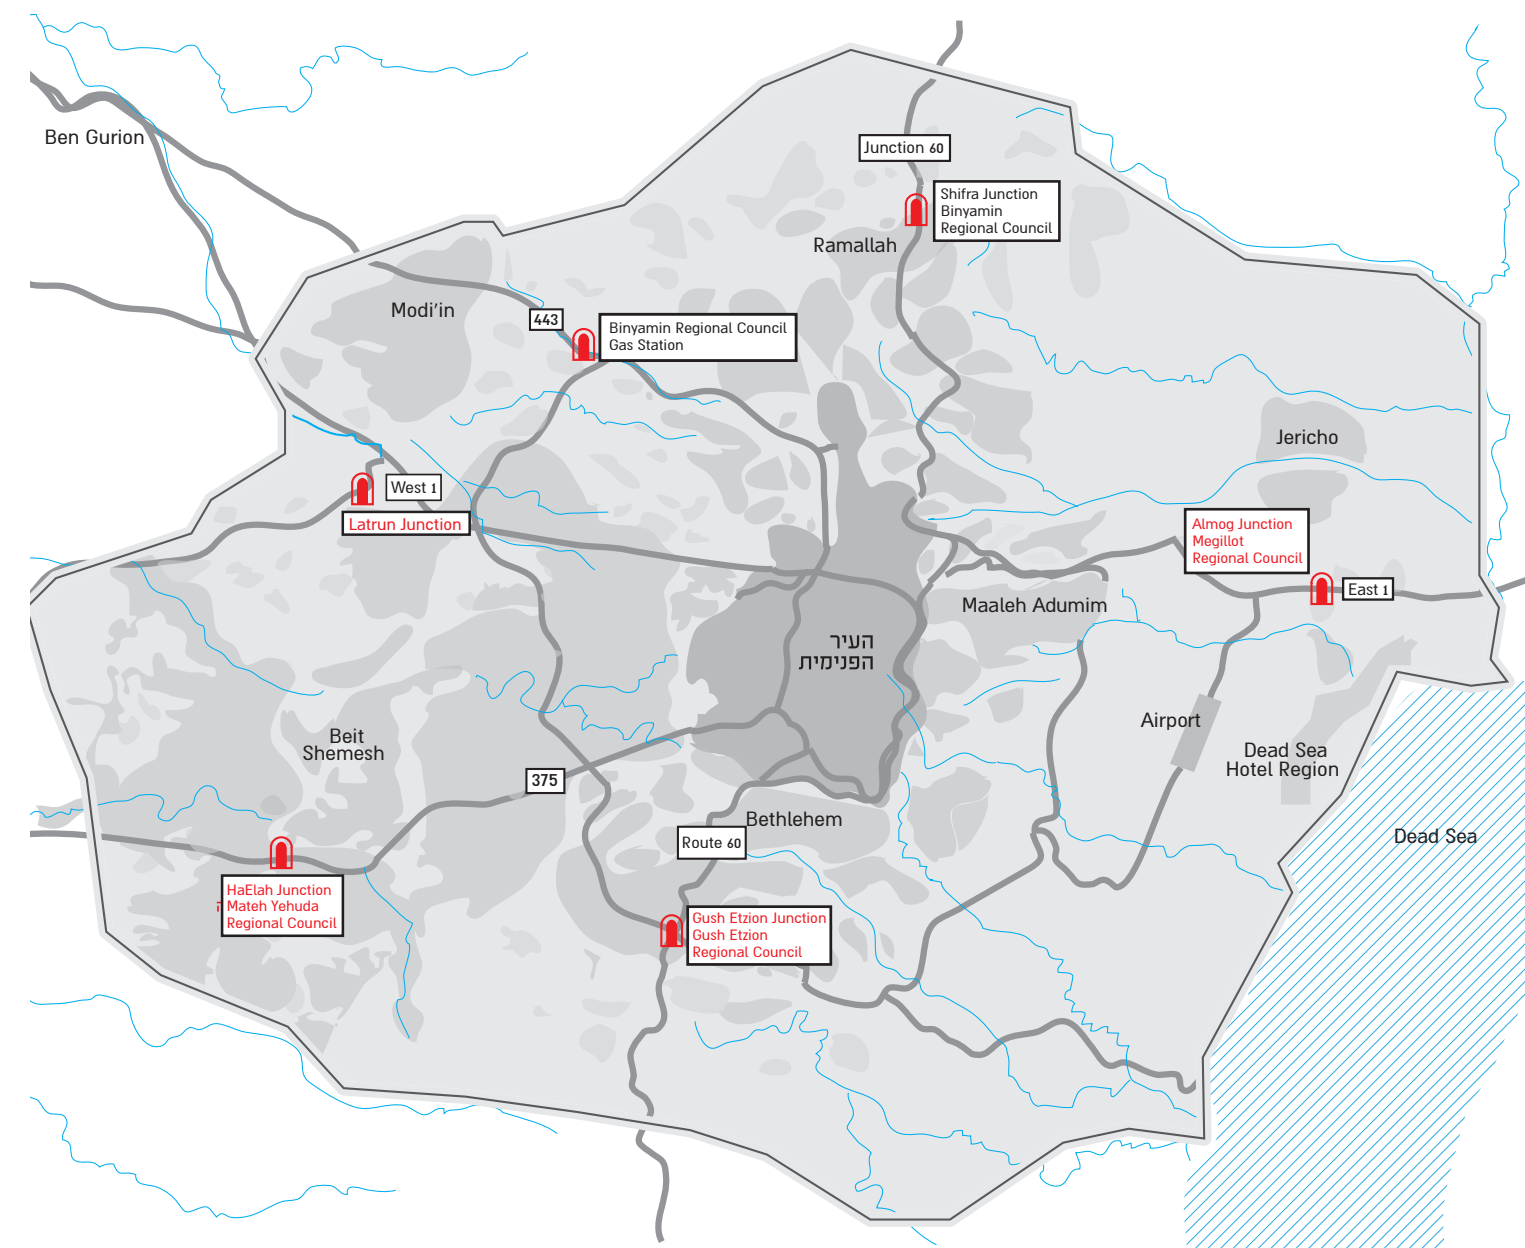 Ben Gurion
Junction 60
Shifra Junction
Binyamin
Regional Council
Ramallah
Modi'in
443
Binyamin Regional Council
Gas Station
Jericho
West 1
Latrun Junction
Almog Junction
Megillot
Regional Council
East 1
Maaleh Adumim
העיר
הפנימית
Airport
Beit
Shemesh
Dead Sea
Hotel Region
375
Bethlehem
Route 60
Dead Sea
HaElah Junction
Mateh Yehuda
Regional Council
Gush Etzion Junction
Gush Etzion
Regional Council